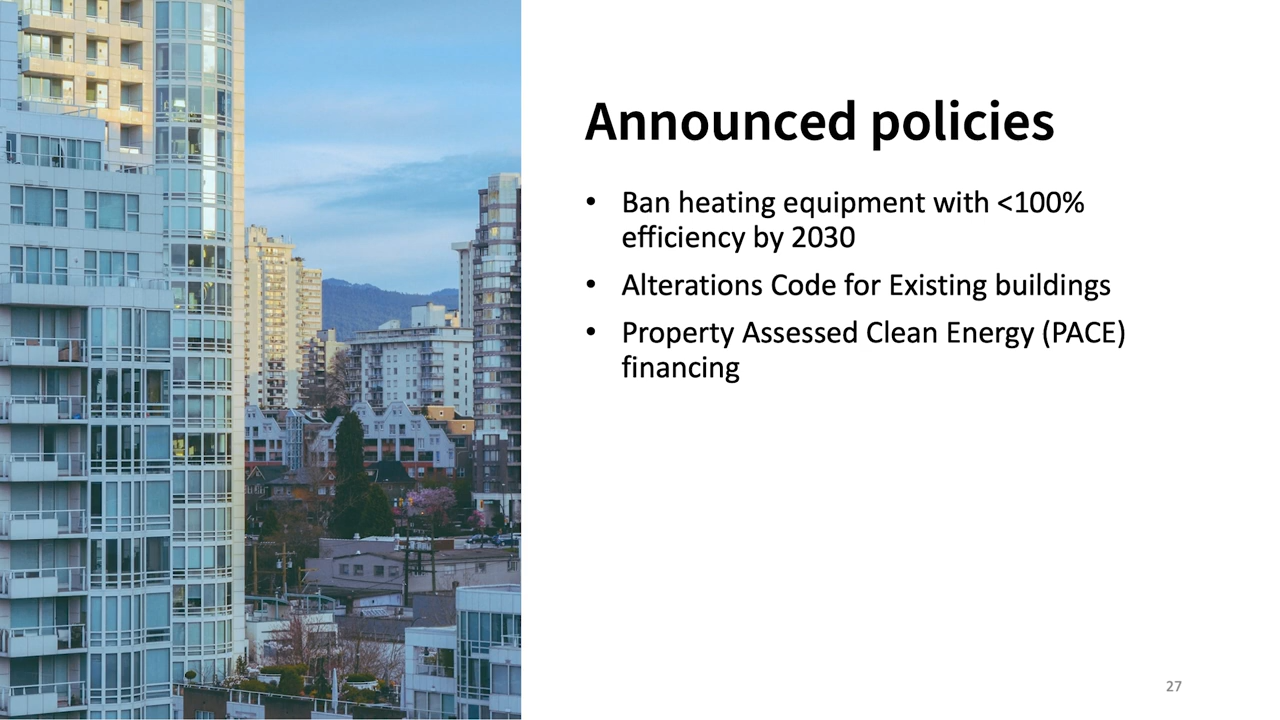 Announced policies
• Ban heating equipment with <100%
efficiency by 2030
• Alterations Code for Existing buildings
• Property Assessed Clean Energy (PACE)
financing
27